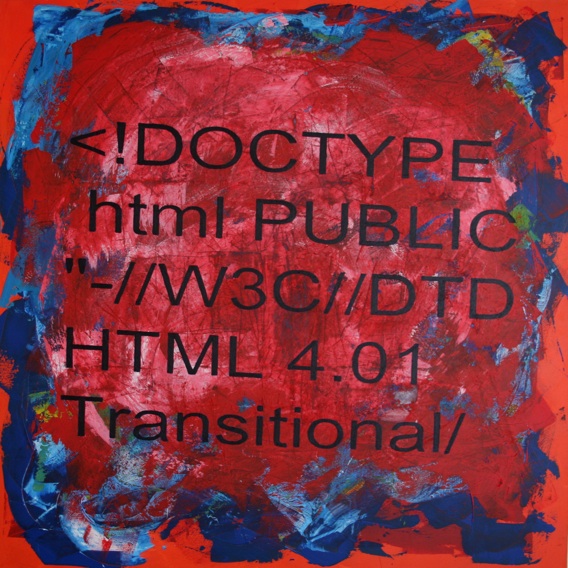 <!DOCTYPE
html PUBLIC
"-//W3C//DTD
HTML 4.01
Transitional/